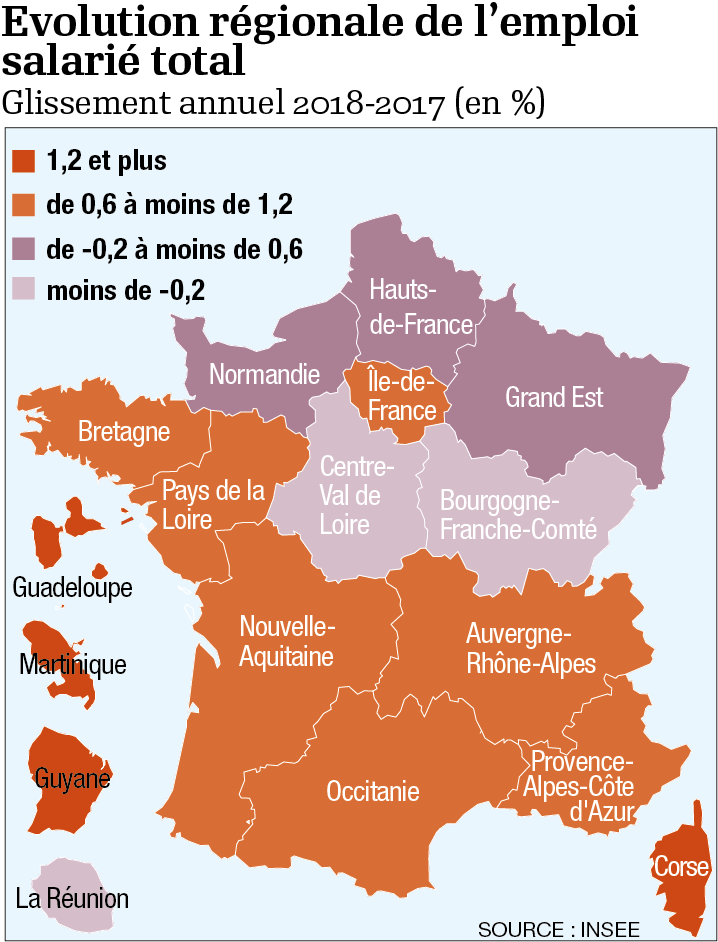 Evolution régionale de l’emploi
salarié total
Glissement annuel 2018-2017 (en %)
1,2 et plus
de 0,6 à moins de 1,2
de -0,2 à moins de 0,6
moins de -0,2
Hauts-
de-France
Normandie
Île-de-
France
Grand Est
Bretagne
Pays de la
Loire
Centre-
Val de
Loire
Bourgogne-
Franche-Comté
Guadeloupe
Martinique
Nouvelle-
Aquitaine
Auvergne-
Rhône-Alpes
Guyane
Occitanie
Provence-
Alpes-Côte
d'Azur
La Réunion
Corse
SOURCE : INSEE